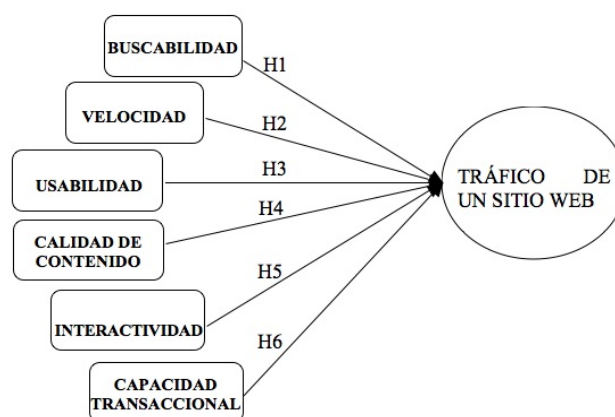 BUSCABILIDAD
H1
VELOCIDAD
H2
USABILIDAD
H3
TRÁFICO DE
UN SITIO WEB
H4
CALIDAD DE
CONTENIDO
H5
INTERACTIVIDAD
H6
CAPACIDAD
TRANSACCIONAL